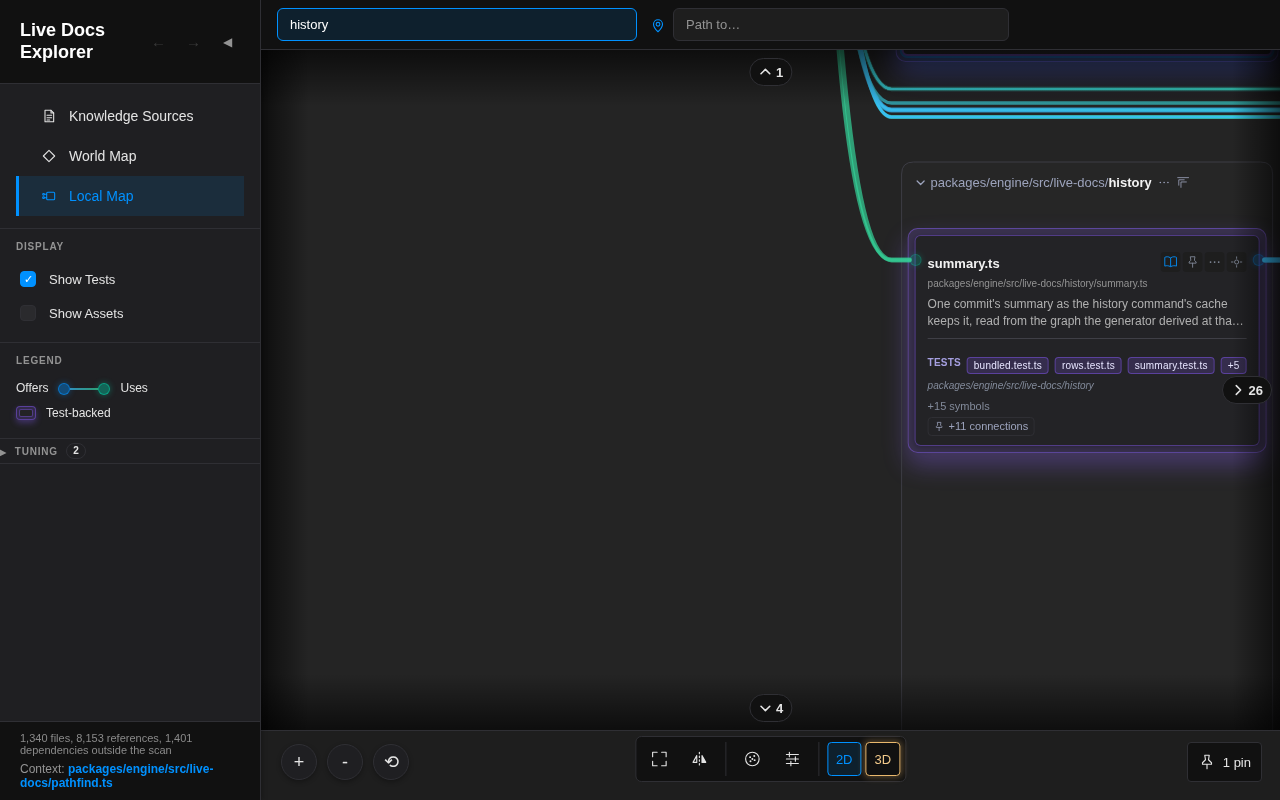 Live Docs
Explorer
Knowledge Sources
World Map
Local Map
DISPLAY
Show Tests
Show Assets
LEGEND
Offers
Uses
Test-backed
TUNING 2
1,340 files, 8,153 references, 1,401
dependencies outside the scan
Context: packages/engine/src/live-
docs/pathfind.ts
history
Path to…
1
packages/engine/src/live-docs/history ...
summary.ts
packages/engine/src/live-docs/history/summary.ts
One commit's summary as the history command's cache
keeps it, read from the graph the generator derived at tha…
TESTS bundled.test.ts rows.test.ts summary.test.ts +5
packages/engine/src/live-docs/history
+15 symbols
+11 connections
26
4
+
-
2D
3D
1 pin